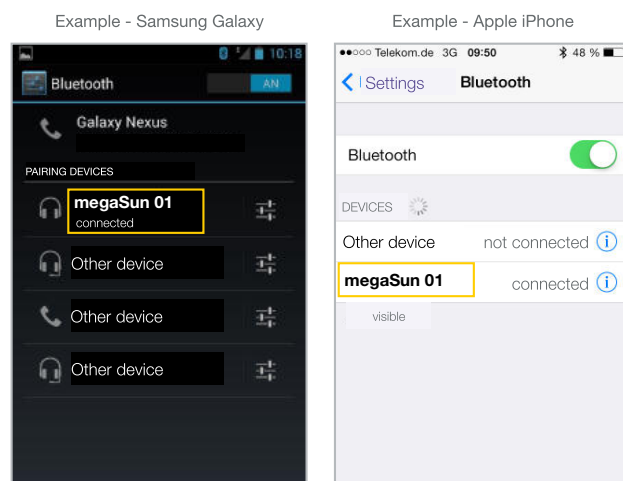 Example - Samsung Galaxy
10:18
Bluetooth
AN
Galaxy Nexus
PAIRING DEVICES
megaSun 01
connected
Other device
Other device
Other device
Example - Apple iPhone
Telekom.de 3G 09:50 48 %
Settings Bluetooth
Bluetooth
DEVICES
Other device not connected
megaSun 01 connected
visible